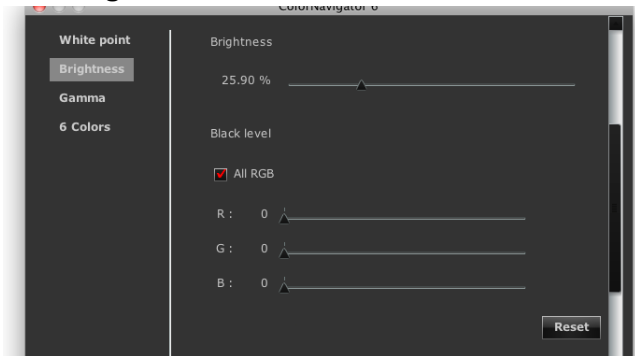 ColorNavigator 6
White point
Brightness
Gamma
6 Colors
Brightness
25.90 %
Black level
All RGB
R : 0
G : 0
B : 0
Reset